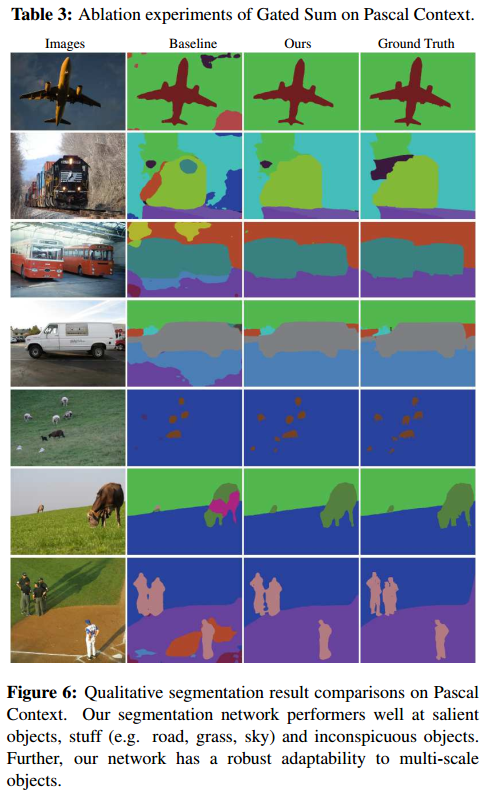 Table 3: Ablation experiments of Gated Sum on Pascal Context.
Images Baseline Ours Ground Truth
Figure 6: Qualitative segmentation result comparisons on Pascal
Context. Our segmentation network performers well at salient
objects, stuff (e.g. road, grass, sky) and inconspicuous objects.
Further, our network has a robust adaptability to multi-scale
objects.